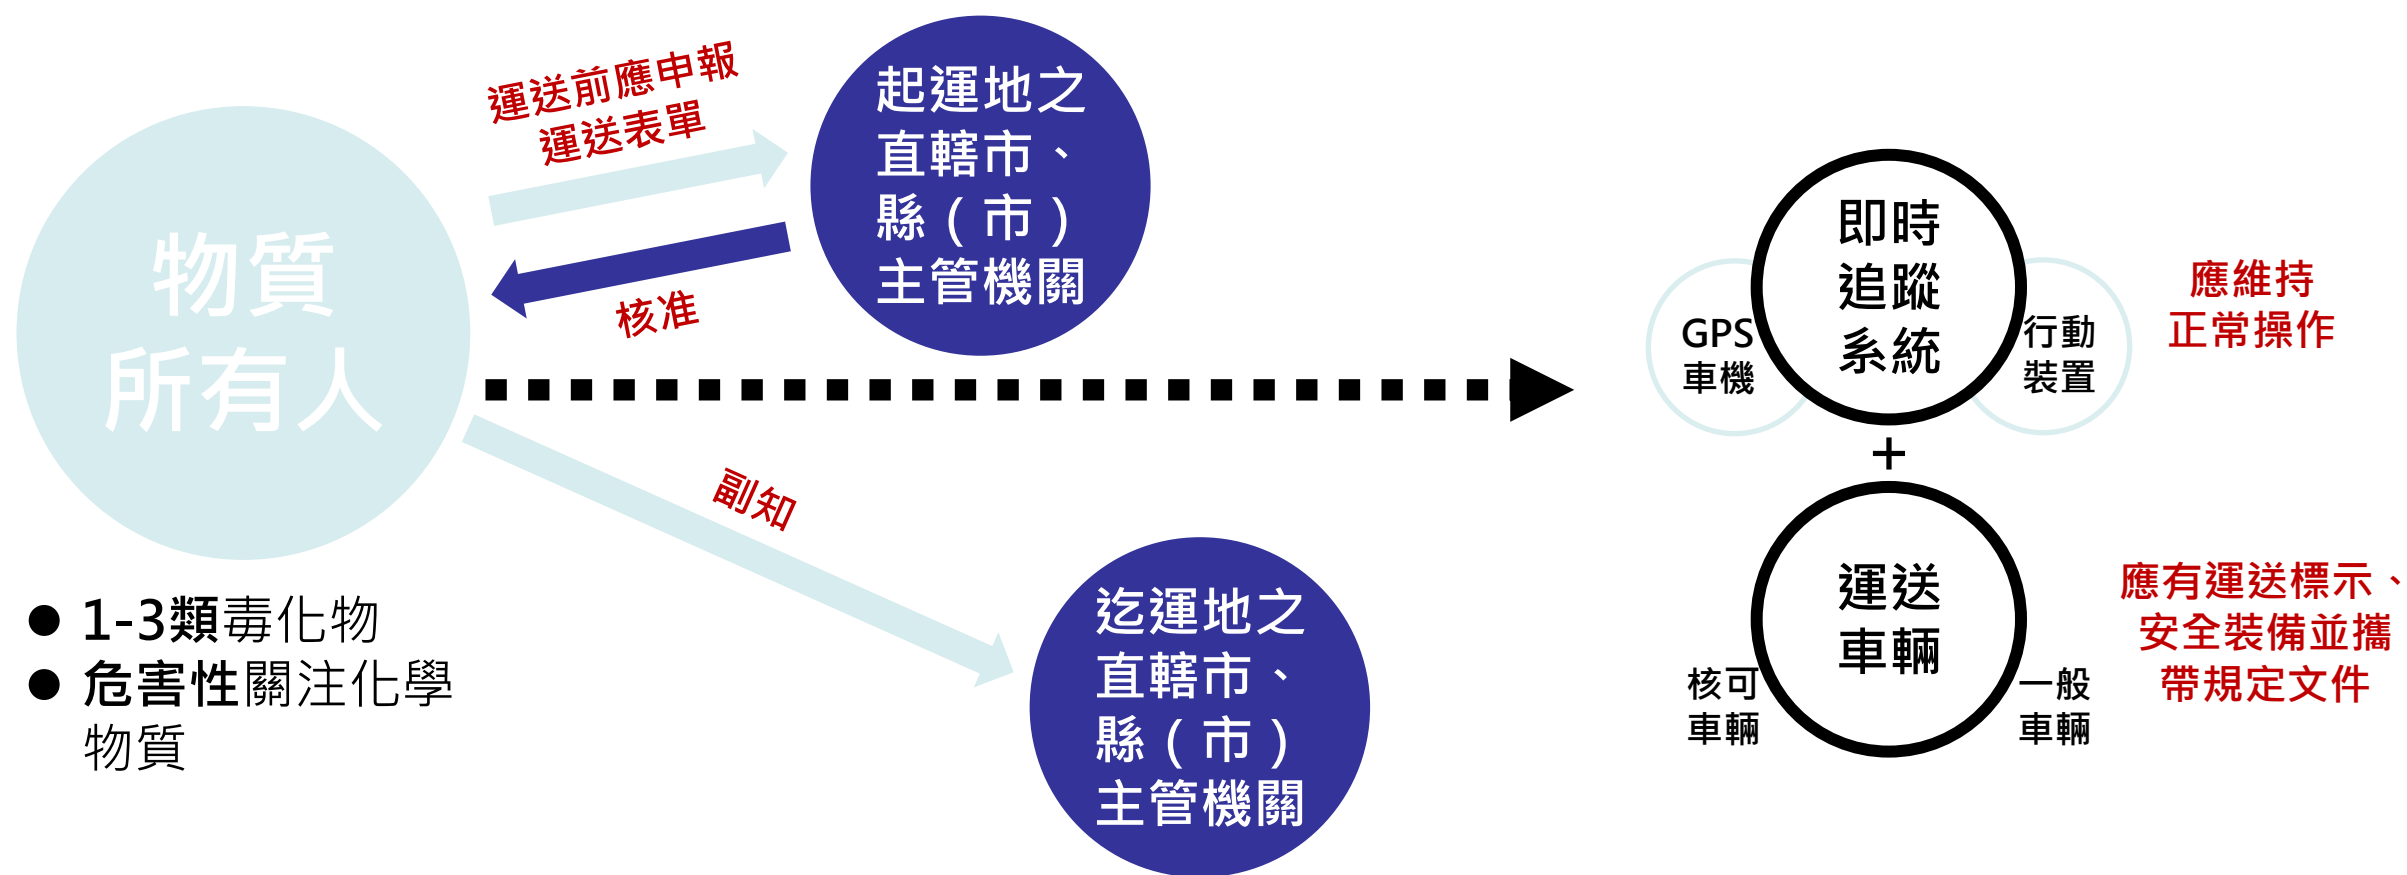 物質
所有人
● 1-3類毒化物
● 危害性關注化學
物質
運送前應申報
運送表單
核准
副知
起運地之
直轄市、
縣（市）
主管機關
迄運地之
直轄市、
縣（市）
主管機關
即時
追蹤
系統
GPS
車機
行動
裝置
應維持
正常操作
+
運送
車輛
核可
車輛
一般
車輛
應有運送標示、
安全裝備並攜
帶規定文件